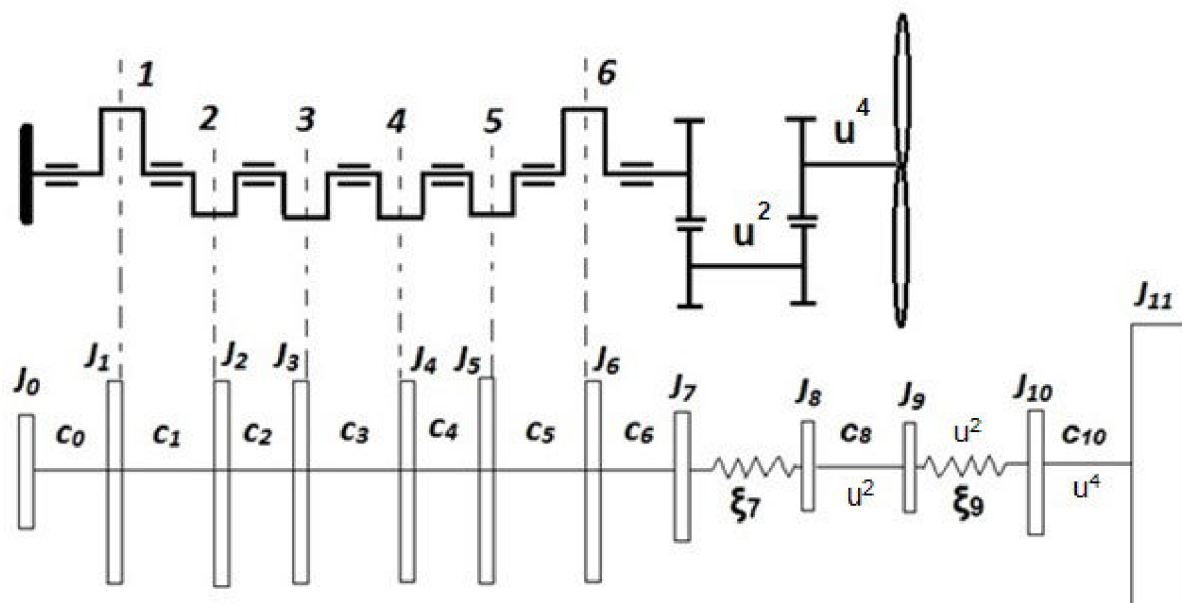 1
6
2
3
4
5
u⁴
u²
J₁₁
J₀
J₁
J₂
J₃
J₄
J₅
J₆
J₇
J₈
J₉
J₁₀
c₀
c₁
c₂
c₃
c₄
c₅
c₆
c₈
u²
c₁₀
ξ₇
u²
ξ₉
u⁴